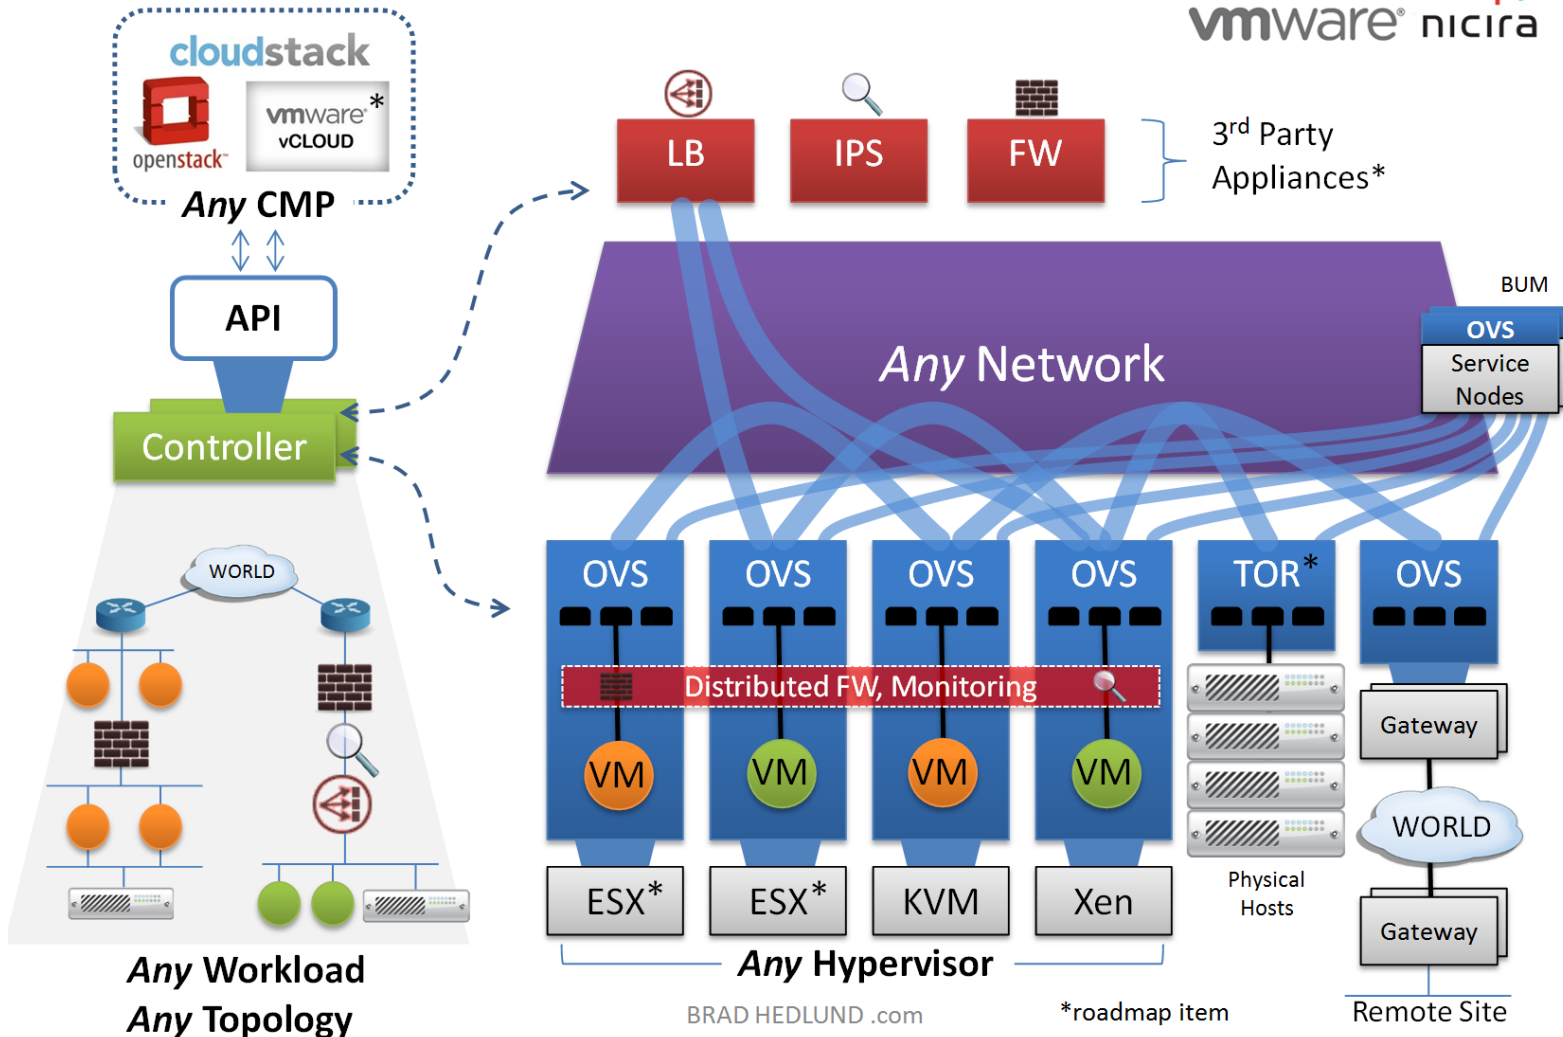 vmware® nicira
cloudstack
openstack™
vmware® *
vCLOUD
Any CMP
API
Controller
WORLD
Any Workload
Any Topology
LB
IPS
FW
3rd Party
Appliances*
Any Network
BUM
OVS
Service
Nodes
OVS
OVS
OVS
OVS
TOR*
OVS
Distributed FW, Monitoring
VM
VM
VM
VM
Gateway
WORLD
Gateway
Remote Site
Physical
Hosts
ESX*
ESX*
KVM
Xen
Any Hypervisor
BRAD HEDLUND .com
*roadmap item